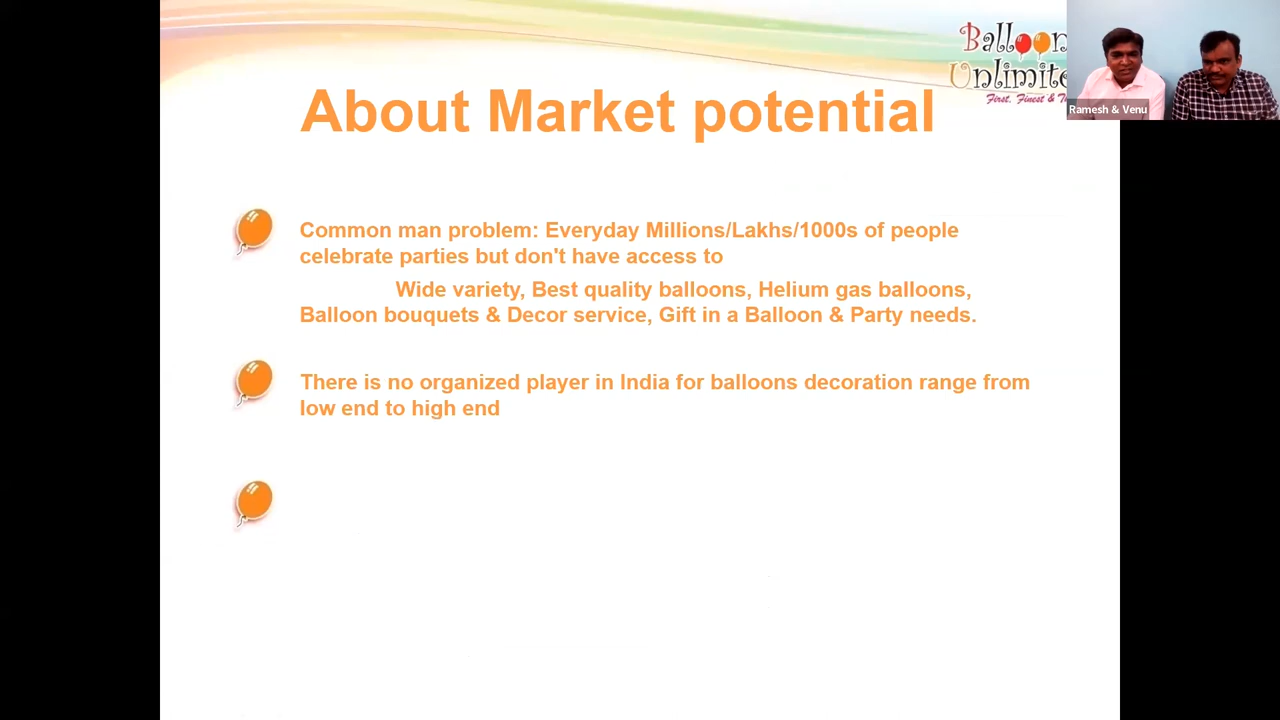 Balloon
Unlimite
First, Finest & T
Ramesh & Venu
About Market potential
Common man problem: Everyday Millions/Lakhs/1000s of people
celebrate parties but don't have access to
Wide variety, Best quality balloons, Helium gas balloons,
Balloon bouquets & Decor service, Gift in a Balloon & Party needs.
There is no organized player in India for balloons decoration range from
low end to high end